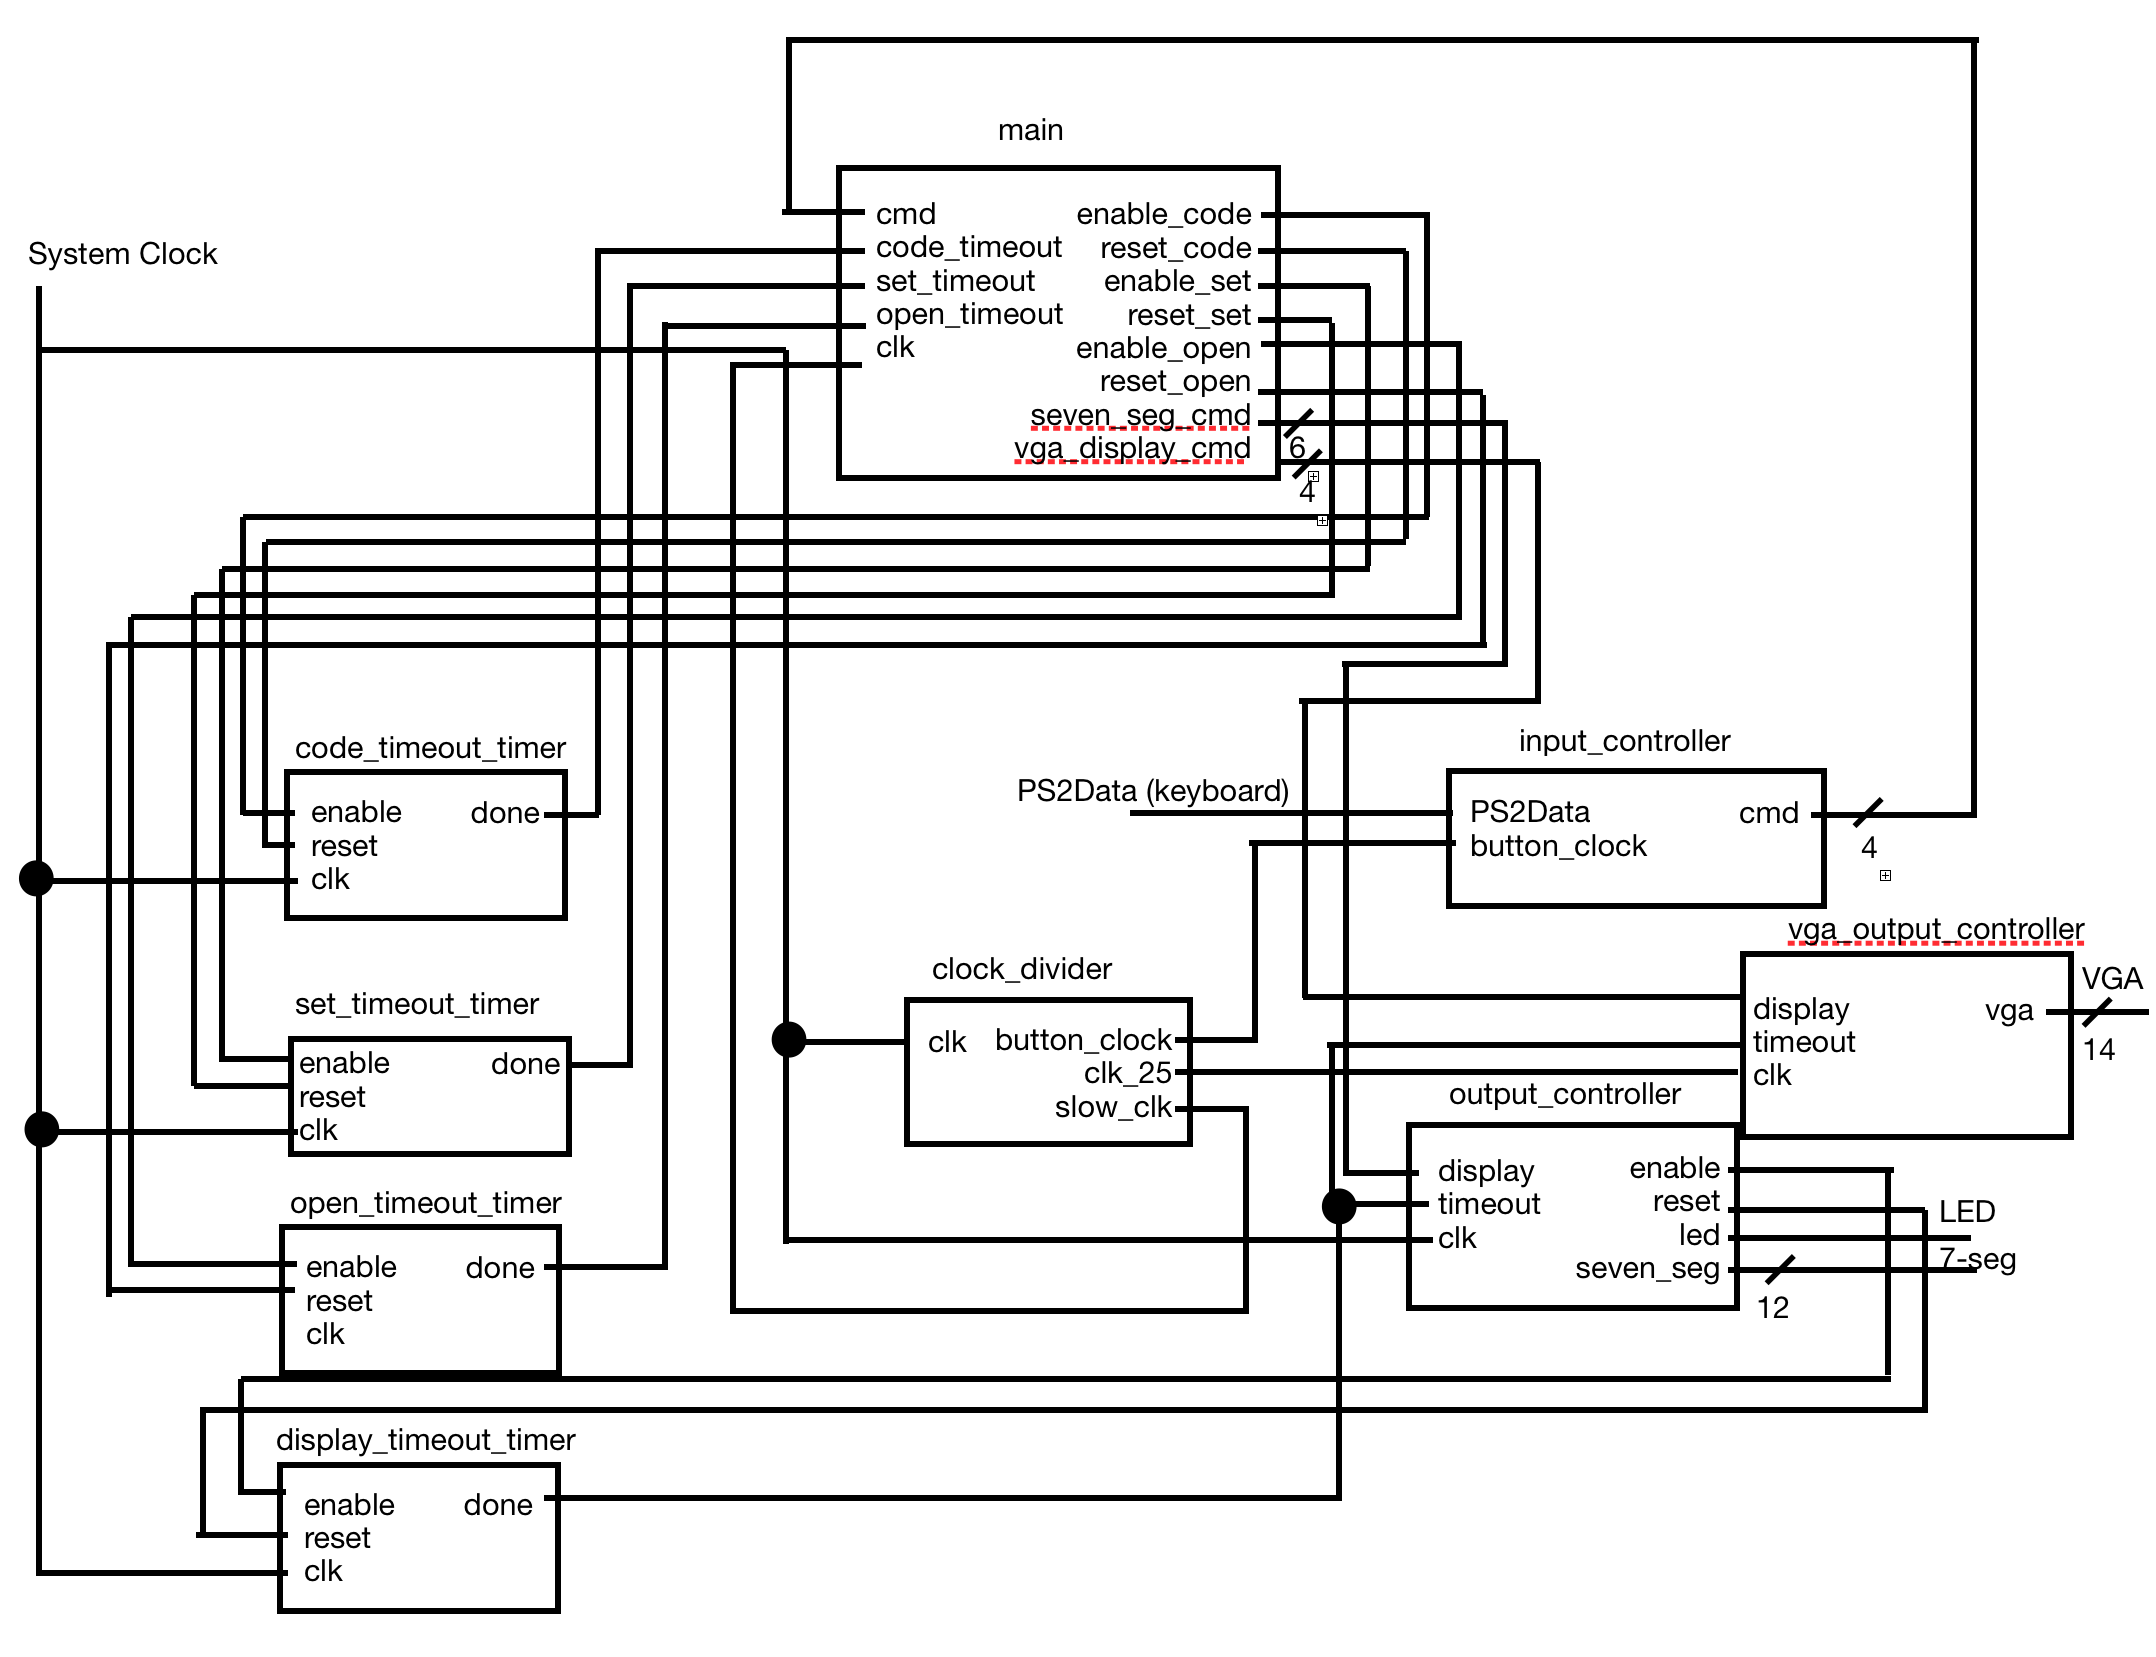 main
cmd
code_timeout
set_timeout
open_timeout
clk
enable_code
reset_code
enable_set
reset_set
enable_open
reset_open
seven_seg_cmd
vga_display_cmd
6
4
System Clock
code_timeout_timer
enable
reset
clk
done
set_timeout_timer
enable
reset
clk
done
open_timeout_timer
enable
reset
clk
done
display_timeout_timer
enable
reset
clk
done
clock_divider
clk
button_clock
clk_25
slow_clk
PS2Data (keyboard)
input_controller
PS2Data
button_clock
cmd
4
vga_output_controller
display
timeout
clk
vga
VGA
14
output_controller
display
timeout
clk
enable
reset
led
seven_seg
LED
7-seg
12